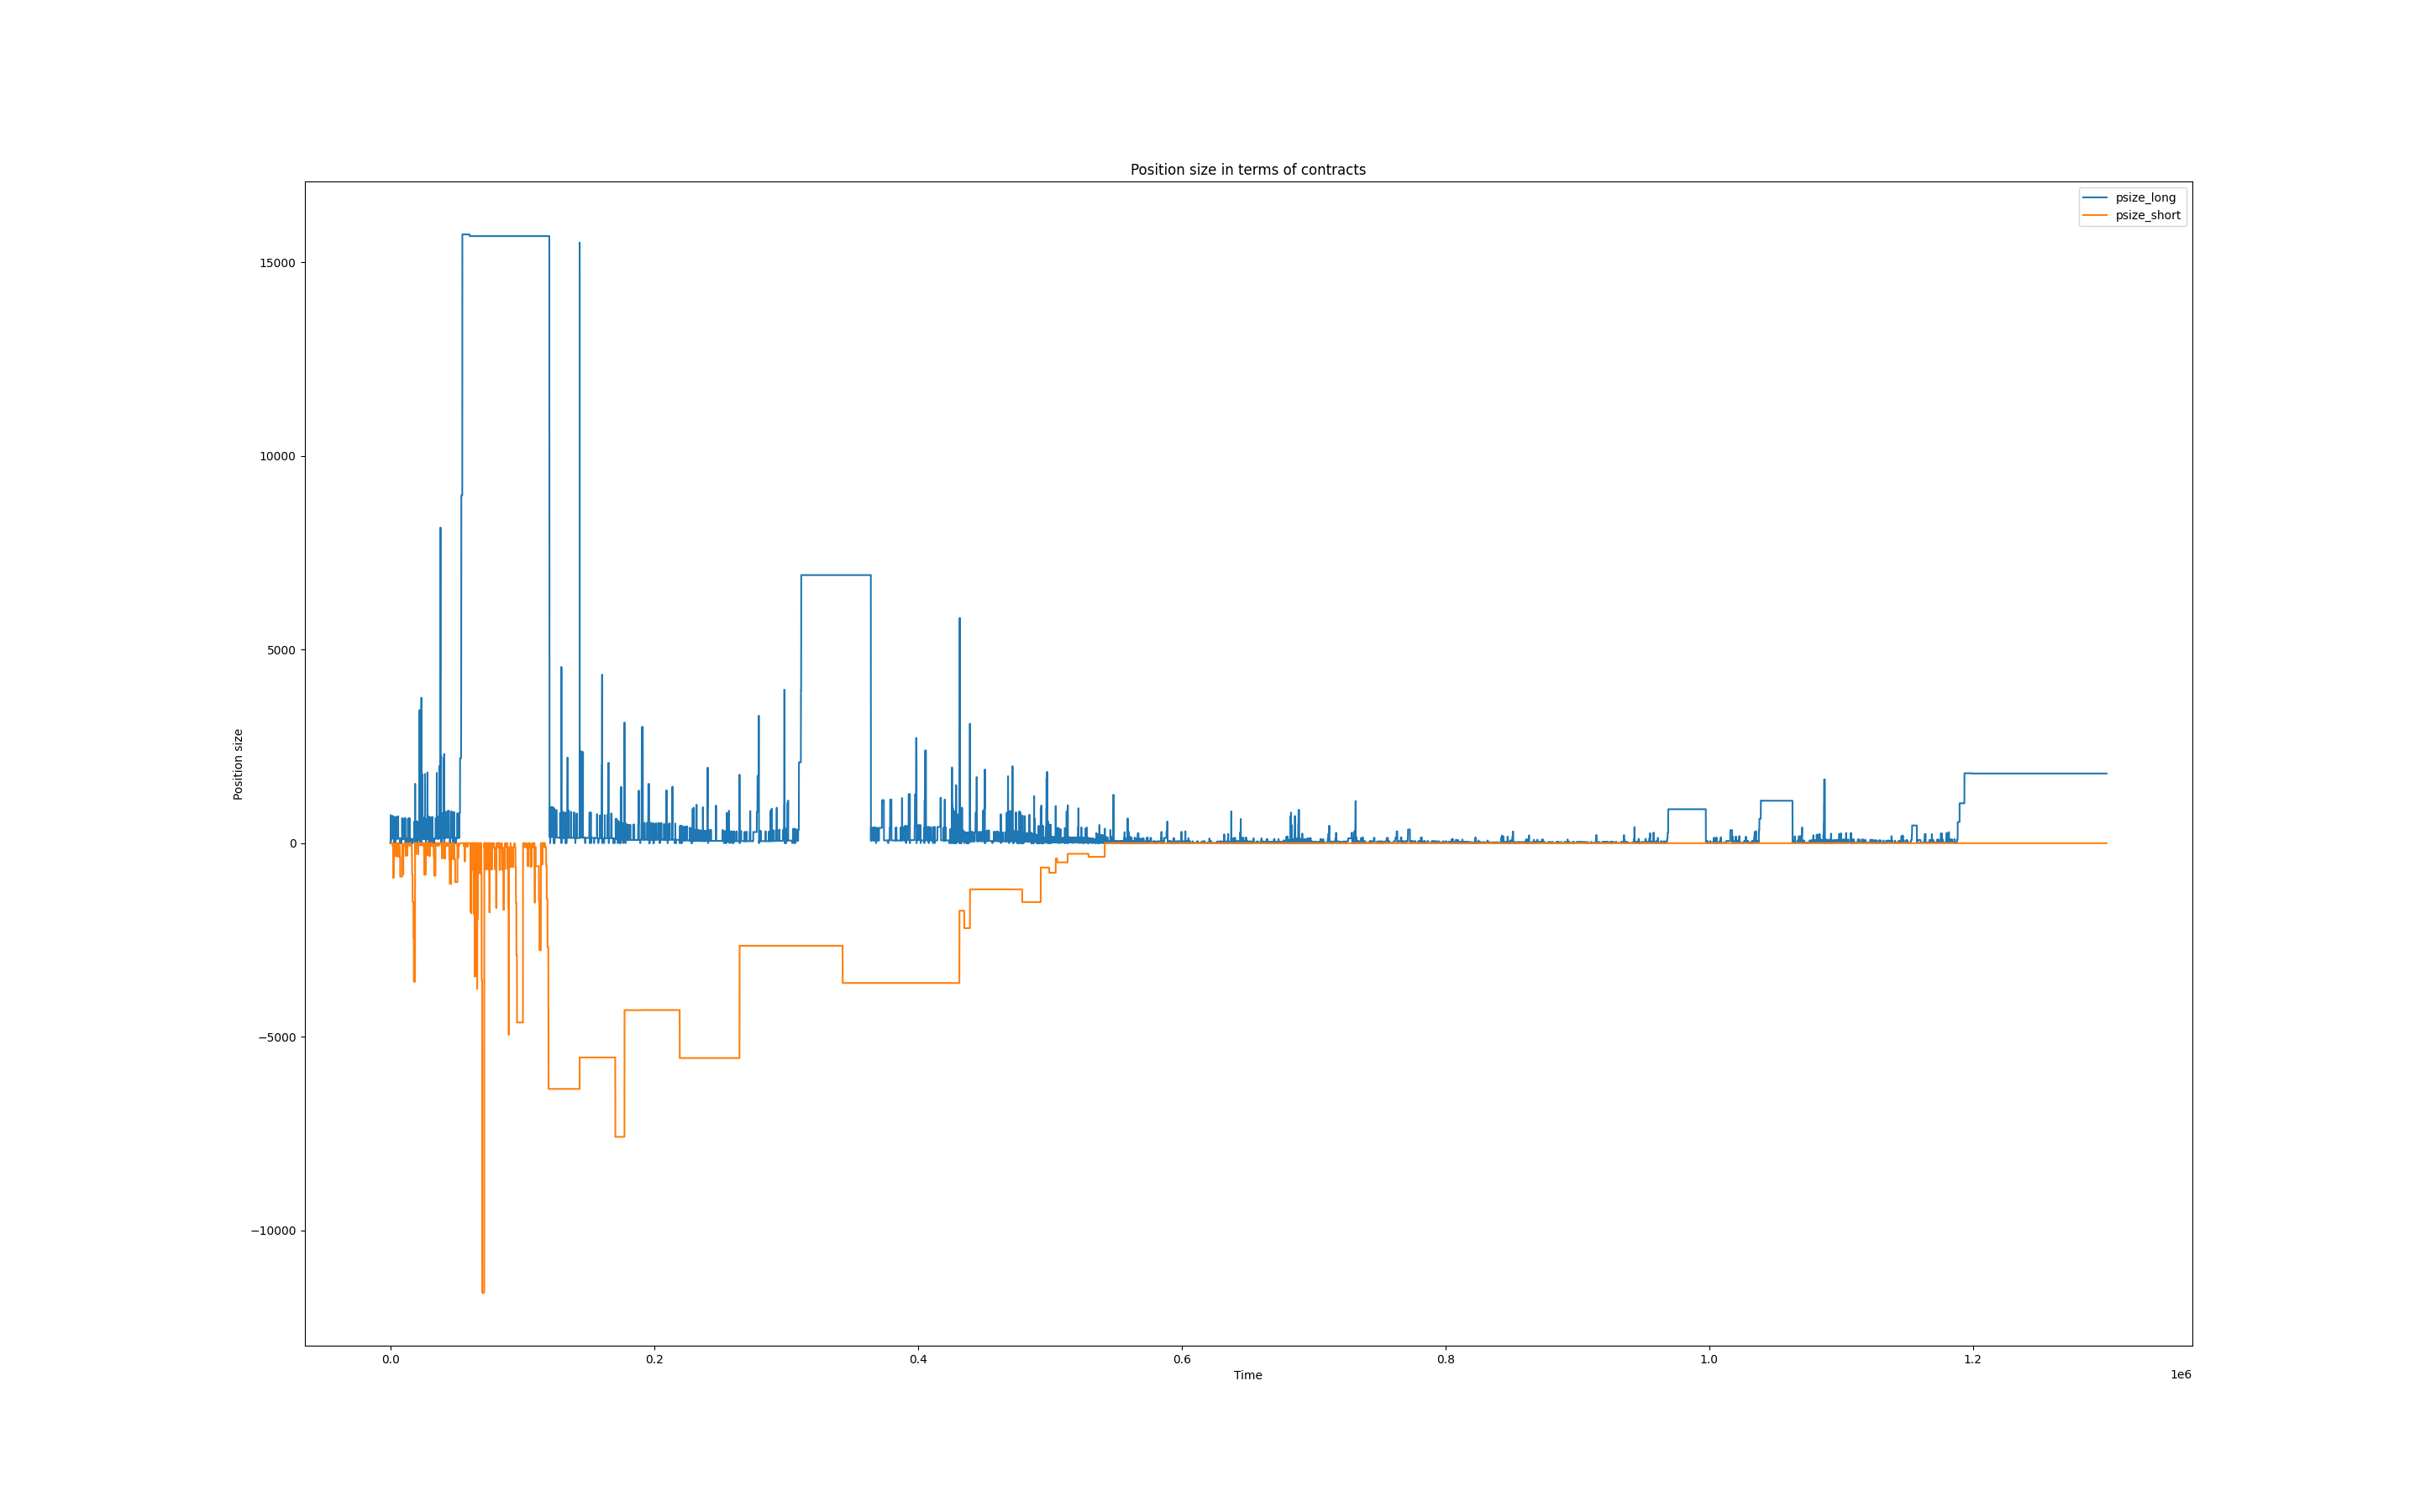 Position size in terms of contracts
psize_long
psize_short
15000
10000
5000
0
−5000
−10000
Position size
0.0 0.2 0.4 0.6 0.8 1.0 1.2
Time
1e6